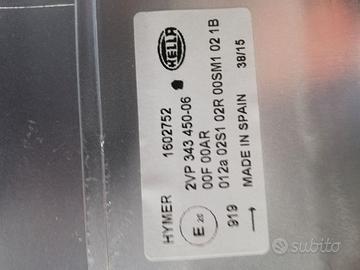 HELLA
HYMER 1602752
2VP 343 450-06
00F 00AR
012a 02S1 02R 00SM1 02 1B
919 MADE IN SPAIN 38/15
subito